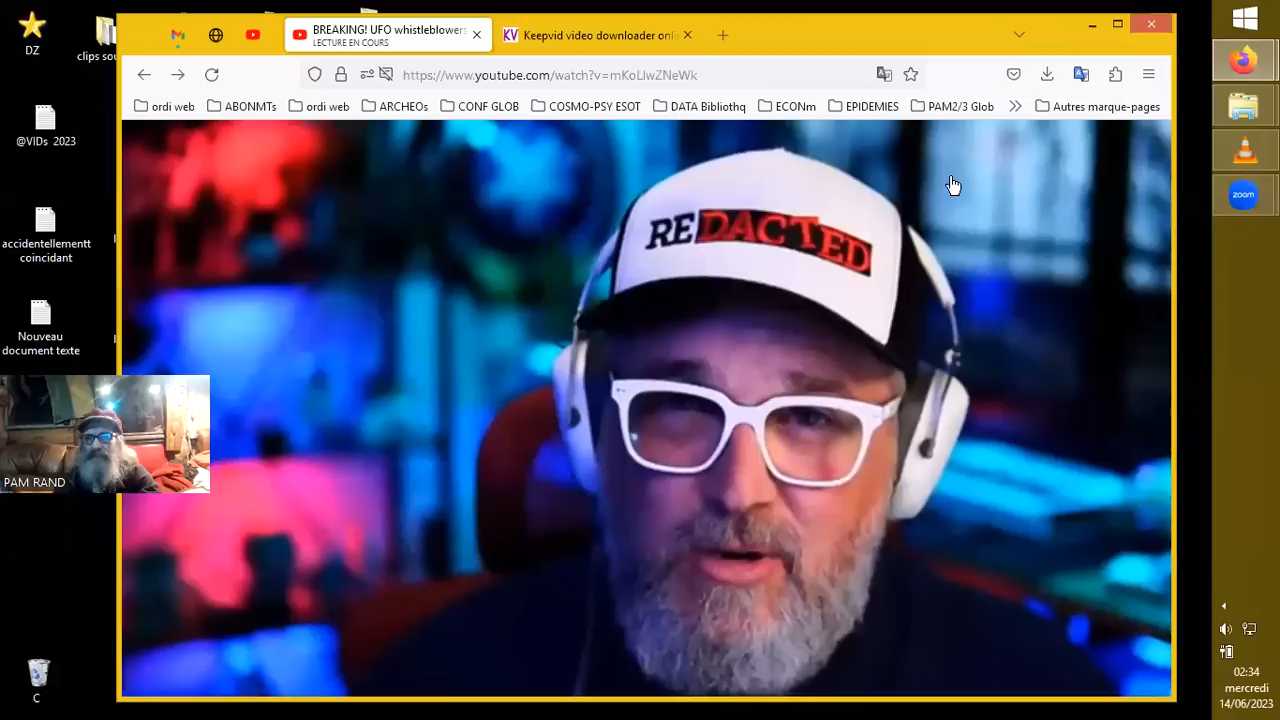 DZ
clips sou
@VIDs 2023
accidentellementt
coincidant
Nouveau
document texte
PAM RAND
C
BREAKING! UFO whistleblowers
LECTURE EN COURS
KV Keepvid video downloader onli
https://www.youtube.com/watch?v=mKoLlwZNeWk
ordi web
ABONMTs
ordi web
ARCHEOs
CONF GLOB
COSMO-PSY ESOT
DATA Bibliothq
ECONm
EPIDEMIES
PAM2/3 Glob
Autres marque-pages
REDACTED
zoom
02:34
mercredi
14/06/2023